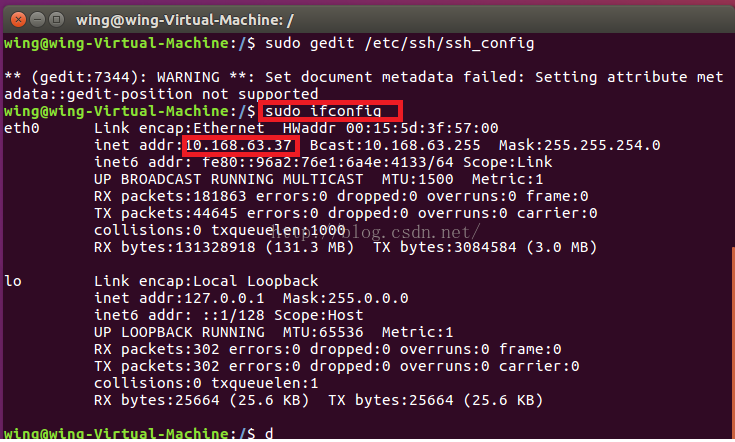 wing@wing-Virtual-Machine: /
wing@wing-Virtual-Machine:/$ sudo gedit /etc/ssh/ssh_config
** (gedit:7344): WARNING **: Set document metadata failed: Setting attribute met
adata::gedit-position not supported
wing@wing-Virtual-Machine:/$ sudo ifconfig
eth0      Link encap:Ethernet  HWaddr 00:15:5d:3f:57:00
          inet addr:10.168.63.37  Bcast:10.168.63.255  Mask:255.255.254.0
          inet6 addr: fe80::96a2:76e1:6a4e:4133/64 Scope:Link
          UP BROADCAST RUNNING MULTICAST  MTU:1500  Metric:1
          RX packets:181863 errors:0 dropped:0 overruns:0 frame:0
          TX packets:44645 errors:0 dropped:0 overruns:0 carrier:0
          collisions:0 txqueuelen:1000
http://blog.csdn.net/
          RX bytes:131328918 (131.3 MB)  TX bytes:3084584 (3.0 MB)
lo        Link encap:Local Loopback
          inet addr:127.0.0.1  Mask:255.0.0.0
          inet6 addr: ::1/128 Scope:Host
          UP LOOPBACK RUNNING  MTU:65536  Metric:1
          RX packets:302 errors:0 dropped:0 overruns:0 frame:0
          TX packets:302 errors:0 dropped:0 overruns:0 carrier:0
          collisions:0 txqueuelen:1
          RX bytes:25664 (25.6 KB)  TX bytes:25664 (25.6 KB)
wing@wing-Virtual-Machine:/$ d